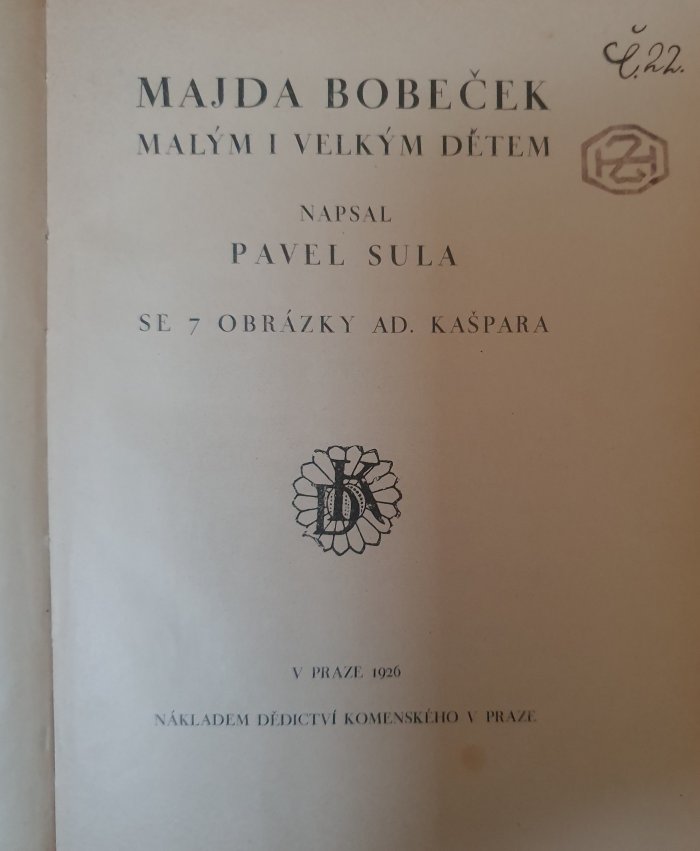 Č. 22.
MAJDA BOBEČEK
MALÝM I VELKÝM DĚTEM
NAPSAL
PAVEL SULA
SE 7 OBRÁZKY AD. KAŠPARA
DK
V PRAZE 1926
NÁKLADEM DĚDICTVÍ KOMENSKÉHO V PRAZE